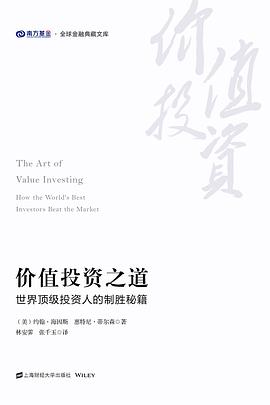 南方基金·全球金融典藏文库
价值
投資
The Art of
Value Investing
How the World's Best
Investors Beat the Market
价值投资之道
世界顶级投资人的制胜秘籍
(美)约翰·海因斯 惠特尼·蒂尔森 著
林安霁 张千玉 译
上海财经大学出版社 WILEY